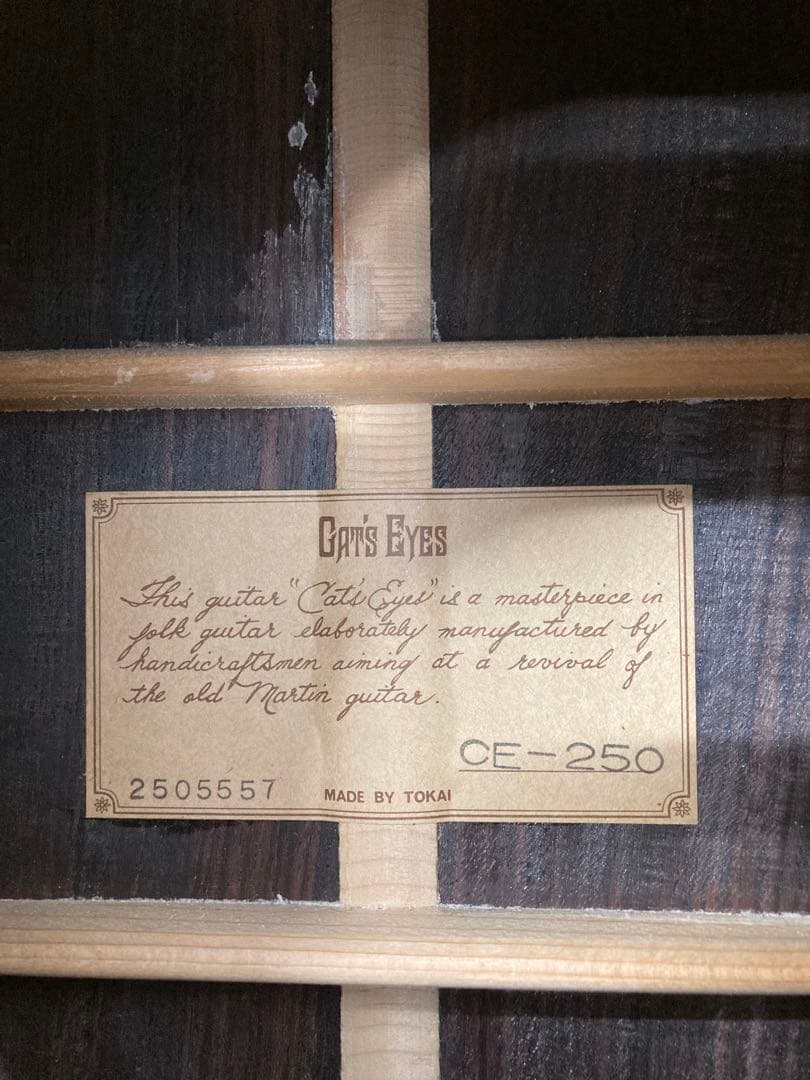 CAT'S EYES
This guitar "Cat's Eyes" is a masterpiece in
folk guitar elaborately manufactured by
handicraftsmen aiming at a revival of
the old Martin guitar.
CE-250
2505557
MADE BY TOKAI